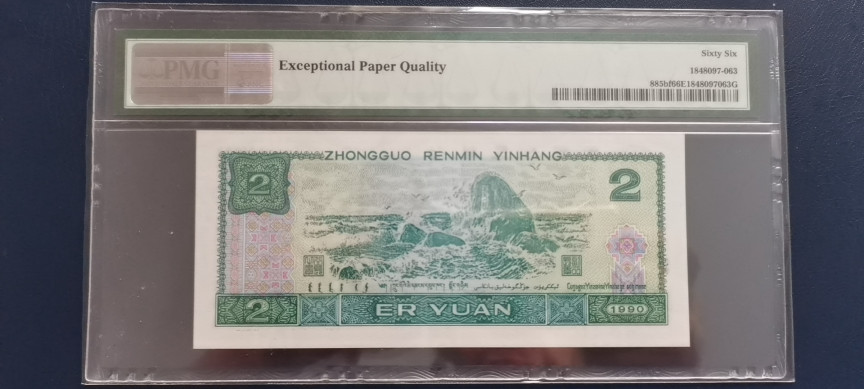 PMG
Exceptional Paper Quality
Sixty Six
1848097-063
885bf66E1848097063G
ZHONGGUO RENMIN YINHANG
2
2
2
ER YUAN
1990